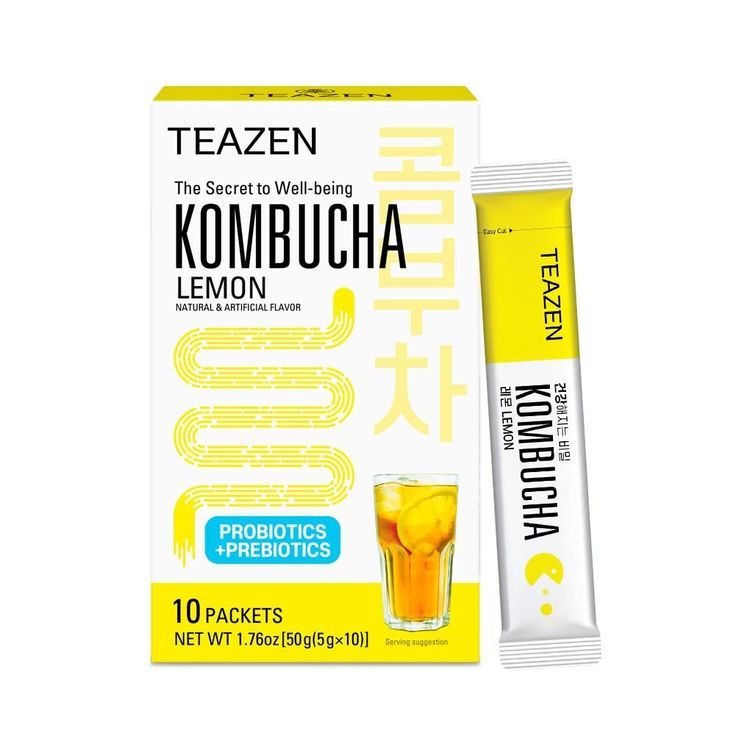 TEAZEN
TEAZEN
The Secret to Well-being
KOMBUCHA
LEMON
NATURAL & ARTIFICIAL FLAVOR
콤부차
PROBIOTICS
+PREBIOTICS
10 PACKETS
NET WT 1.76oz[50g(5g×10)]
Serving suggestion
Easy Cut
TEAZEN
건강해지는 비밀
KOMBUCHA
레몬 LEMON